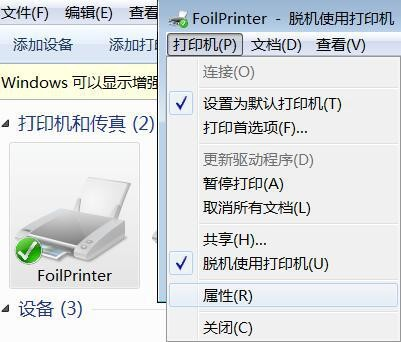 文件(F) 编辑(E) 查看
添加设备 添加打
Windows 可以显示增强
打印机和传真 (2)
FoilPrinter
设备 (3)
FoilPrinter - 脱机使用打印机
打印机(P) 文档(D) 查看(V)
连接(O)
设置为默认打印机(T)
打印首选项(F)...
更新驱动程序(D)
暂停打印(A)
取消所有文档(L)
共享(H)...
脱机使用打印机(U)
属性(R)
关闭(C)